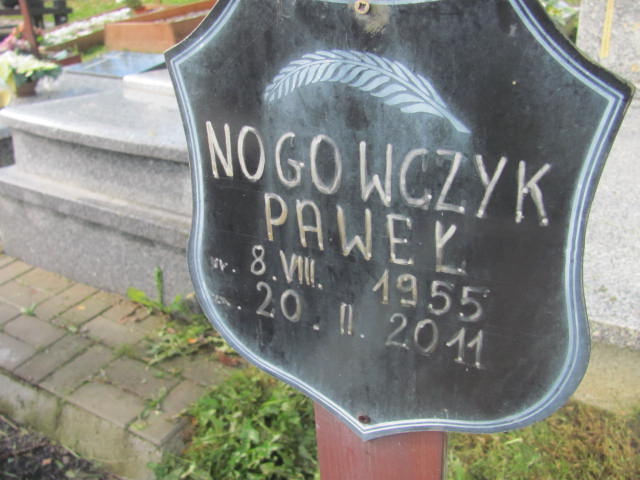 NOGOWCZYK
PAWEŁ
ur. 8. VIII. 1955
20. II. 2011